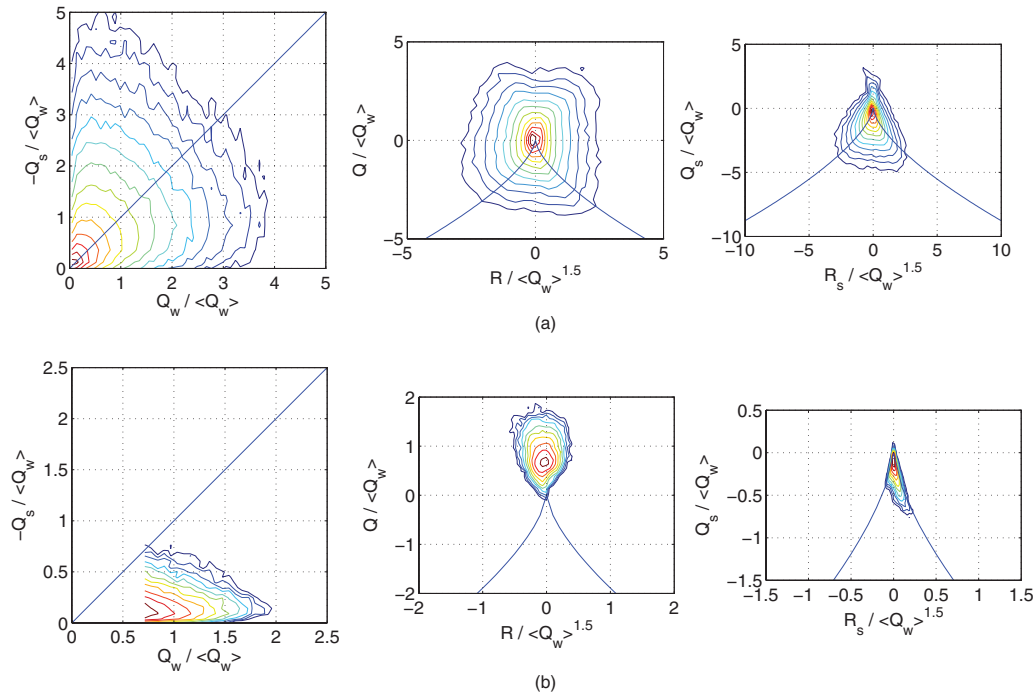 5
4
3
2
1
0
-Q_s / <Q_w>
0 1 2 3 4 5
Q_w / <Q_w>
5
0
−5
Q / <Q_w>
−5 0 5
R / <Q_w>^1.5
5
0
−5
−10
Q_s / <Q_w>
−10 −5 0 5 10
R_s / <Q_w>^1.5
(a)
2.5
2
1.5
1
0.5
0
-Q_s / <Q_w>
0 0.5 1 1.5 2 2.5
Q_w / <Q_w>
2
1
0
−1
−2
Q / <Q_w>
−1 0 1 2
R / <Q_w>^1.5
0.5
0
−0.5
−1
−1.5
Q_s / <Q_w>
−1.5 −1 −0.5 0 0.5 1 1.5
R_s / <Q_w>^1.5
(b)